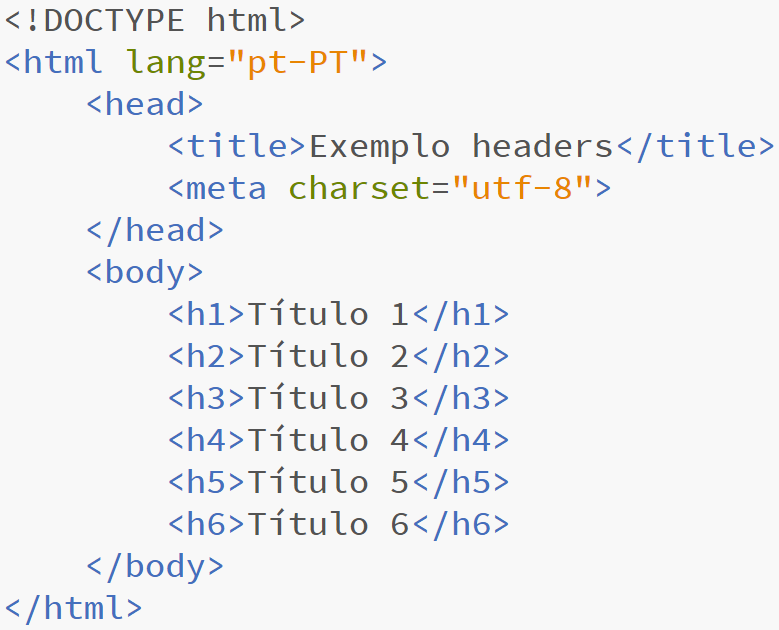 <!DOCTYPE html>
<html lang="pt-PT">
    <head>
        <title>Exemplo headers</title>
        <meta charset="utf-8">
    </head>
    <body>
        <h1>Título 1</h1>
        <h2>Título 2</h2>
        <h3>Título 3</h3>
        <h4>Título 4</h4>
        <h5>Título 5</h5>
        <h6>Título 6</h6>
    </body>
</html>